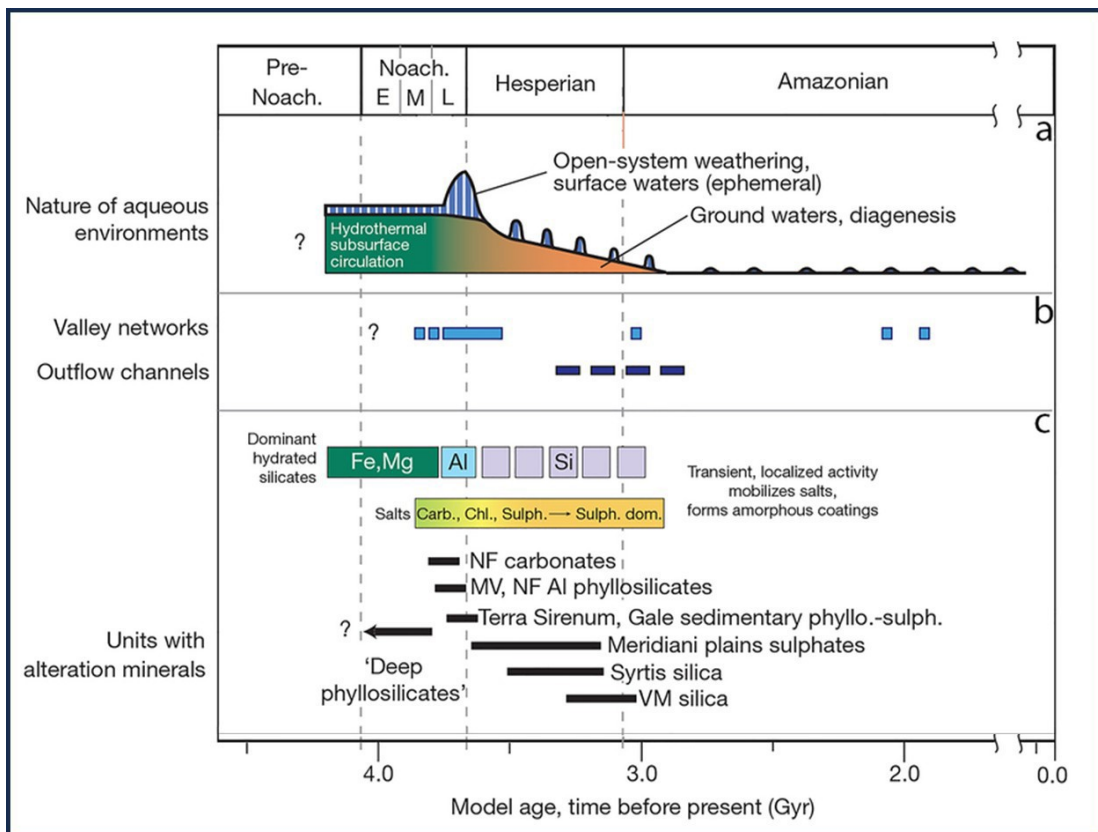 Pre-
Noach.
Noach.
E M L
Hesperian
Amazonian
a
Nature of aqueous
environments
?
Hydrothermal
subsurface
circulation
Open-system weathering,
surface waters (ephemeral)
Ground waters, diagenesis
b
Valley networks
?
Outflow channels
c
Dominant
hydrated
silicates
Fe,Mg
Al
Si
Transient, localized activity
mobilizes salts,
forms amorphous coatings
Salts Carb., Chl., Sulph. → Sulph. dom.
NF carbonates
MV, NF Al phyllosilicates
Terra Sirenum, Gale sedimentary phyllo.-sulph.
Units with
alteration minerals
?
'Deep
phyllosilicates'
Meridiani plains sulphates
Syrtis silica
VM silica
4.0 3.0 2.0 0.0
Model age, time before present (Gyr)